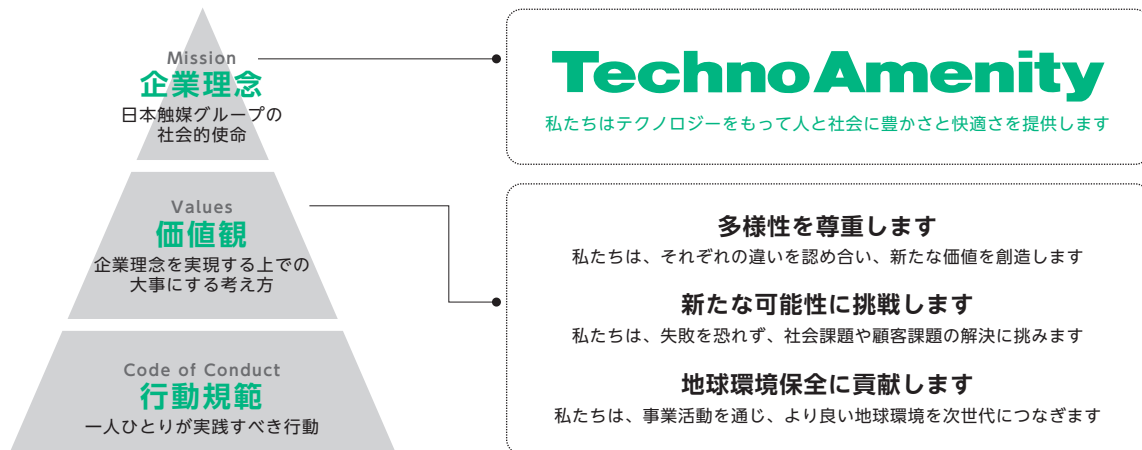 Mission
企業理念
日本触媒グループの
社会的使命
TechnoAmenity
私たちはテクノロジーをもって人と社会に豊かさと快適さを提供します
Values
価値観
企業理念を実現する上での
大事にする考え方
多様性を尊重します
私たちは、それぞれの違いを認め合い、新たな価値を創造します
新たな可能性に挑戦します
私たちは、失敗を恐れず、社会課題や顧客課題の解決に挑みます
地球環境保全に貢献します
私たちは、事業活動を通じ、より良い地球環境を次世代につなぎます
Code of Conduct
行動規範
一人ひとりが実践すべき行動